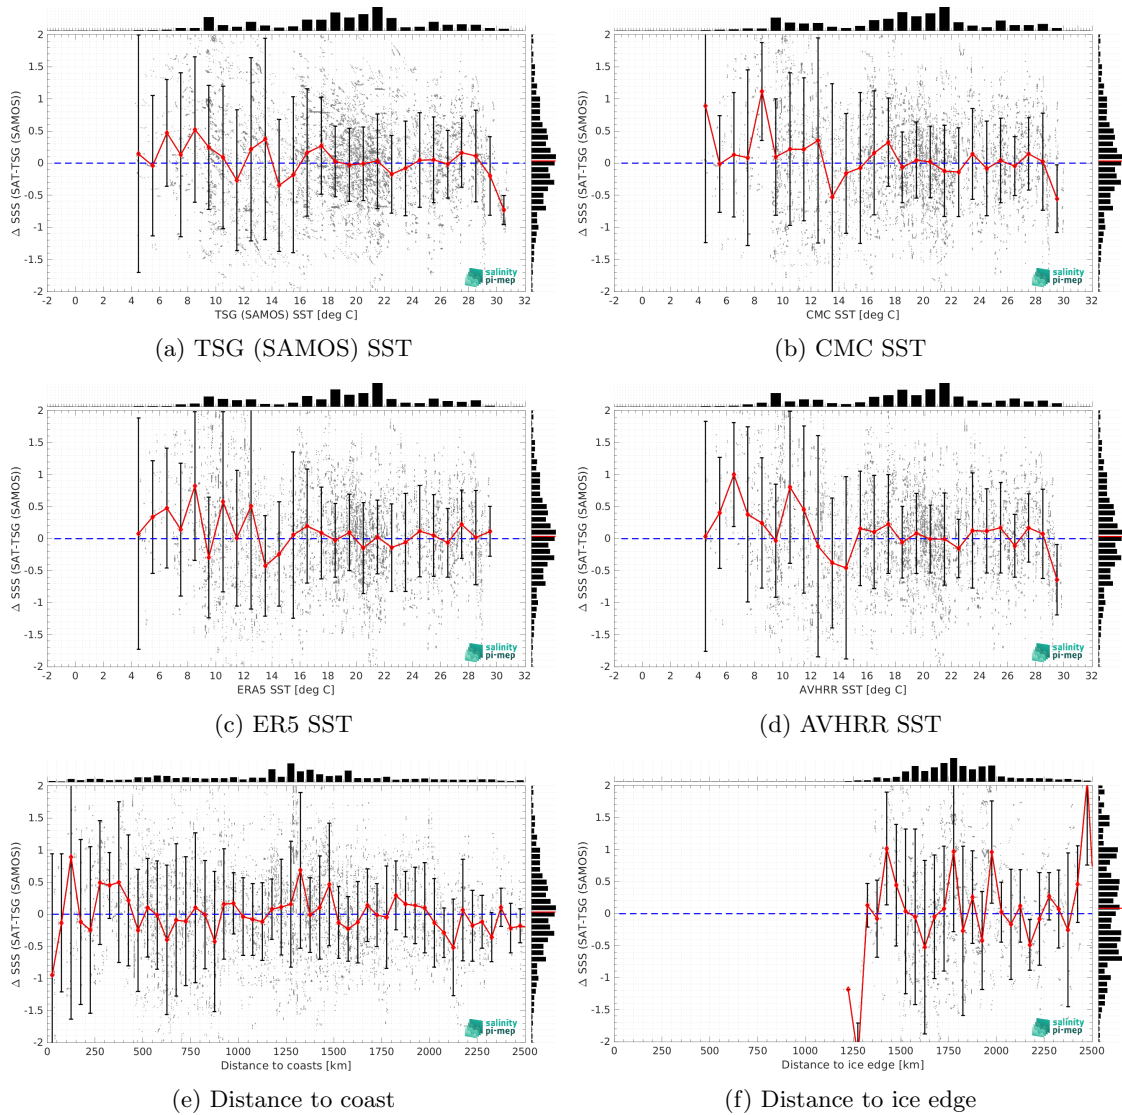 2
1.5
1
0.5
0
-0.5
-1
-1.5
-2
Δ SSS (SAT-TSG (SAMOS))
-2 0 2 4 6 8 10 12 14 16 18 20 22 24 26 28 30 32
TSG (SAMOS) SST [deg C]
salinity
pi-mep
(a) TSG (SAMOS) SST
2
1.5
1
0.5
0
-0.5
-1
-1.5
-2
Δ SSS (SAT-TSG (SAMOS))
-2 0 2 4 6 8 10 12 14 16 18 20 22 24 26 28 30 32
CMC SST [deg C]
salinity
pi-mep
(b) CMC SST
2
1.5
1
0.5
0
-0.5
-1
-1.5
-2
Δ SSS (SAT-TSG (SAMOS))
-2 0 2 4 6 8 10 12 14 16 18 20 22 24 26 28 30 32
ERA5 SST [deg C]
salinity
pi-mep
(c) ER5 SST
2
1.5
1
0.5
0
-0.5
-1
-1.5
-2
Δ SSS (SAT-TSG (SAMOS))
-2 0 2 4 6 8 10 12 14 16 18 20 22 24 26 28 30 32
AVHRR SST [deg C]
salinity
pi-mep
(d) AVHRR SST
2
1.5
1
0.5
0
-0.5
-1
-1.5
-2
Δ SSS (SAT-TSG (SAMOS))
0 250 500 750 1000 1250 1500 1750 2000 2250 2500
Distance to coasts [km]
salinity
pi-mep
(e) Distance to coast
2
1.5
1
0.5
0
-0.5
-1
-1.5
-2
Δ SSS (SAT-TSG (SAMOS))
0 250 500 750 1000 1250 1500 1750 2000 2250 2500
Distance to ice edge [km]
salinity
pi-mep
(f) Distance to ice edge